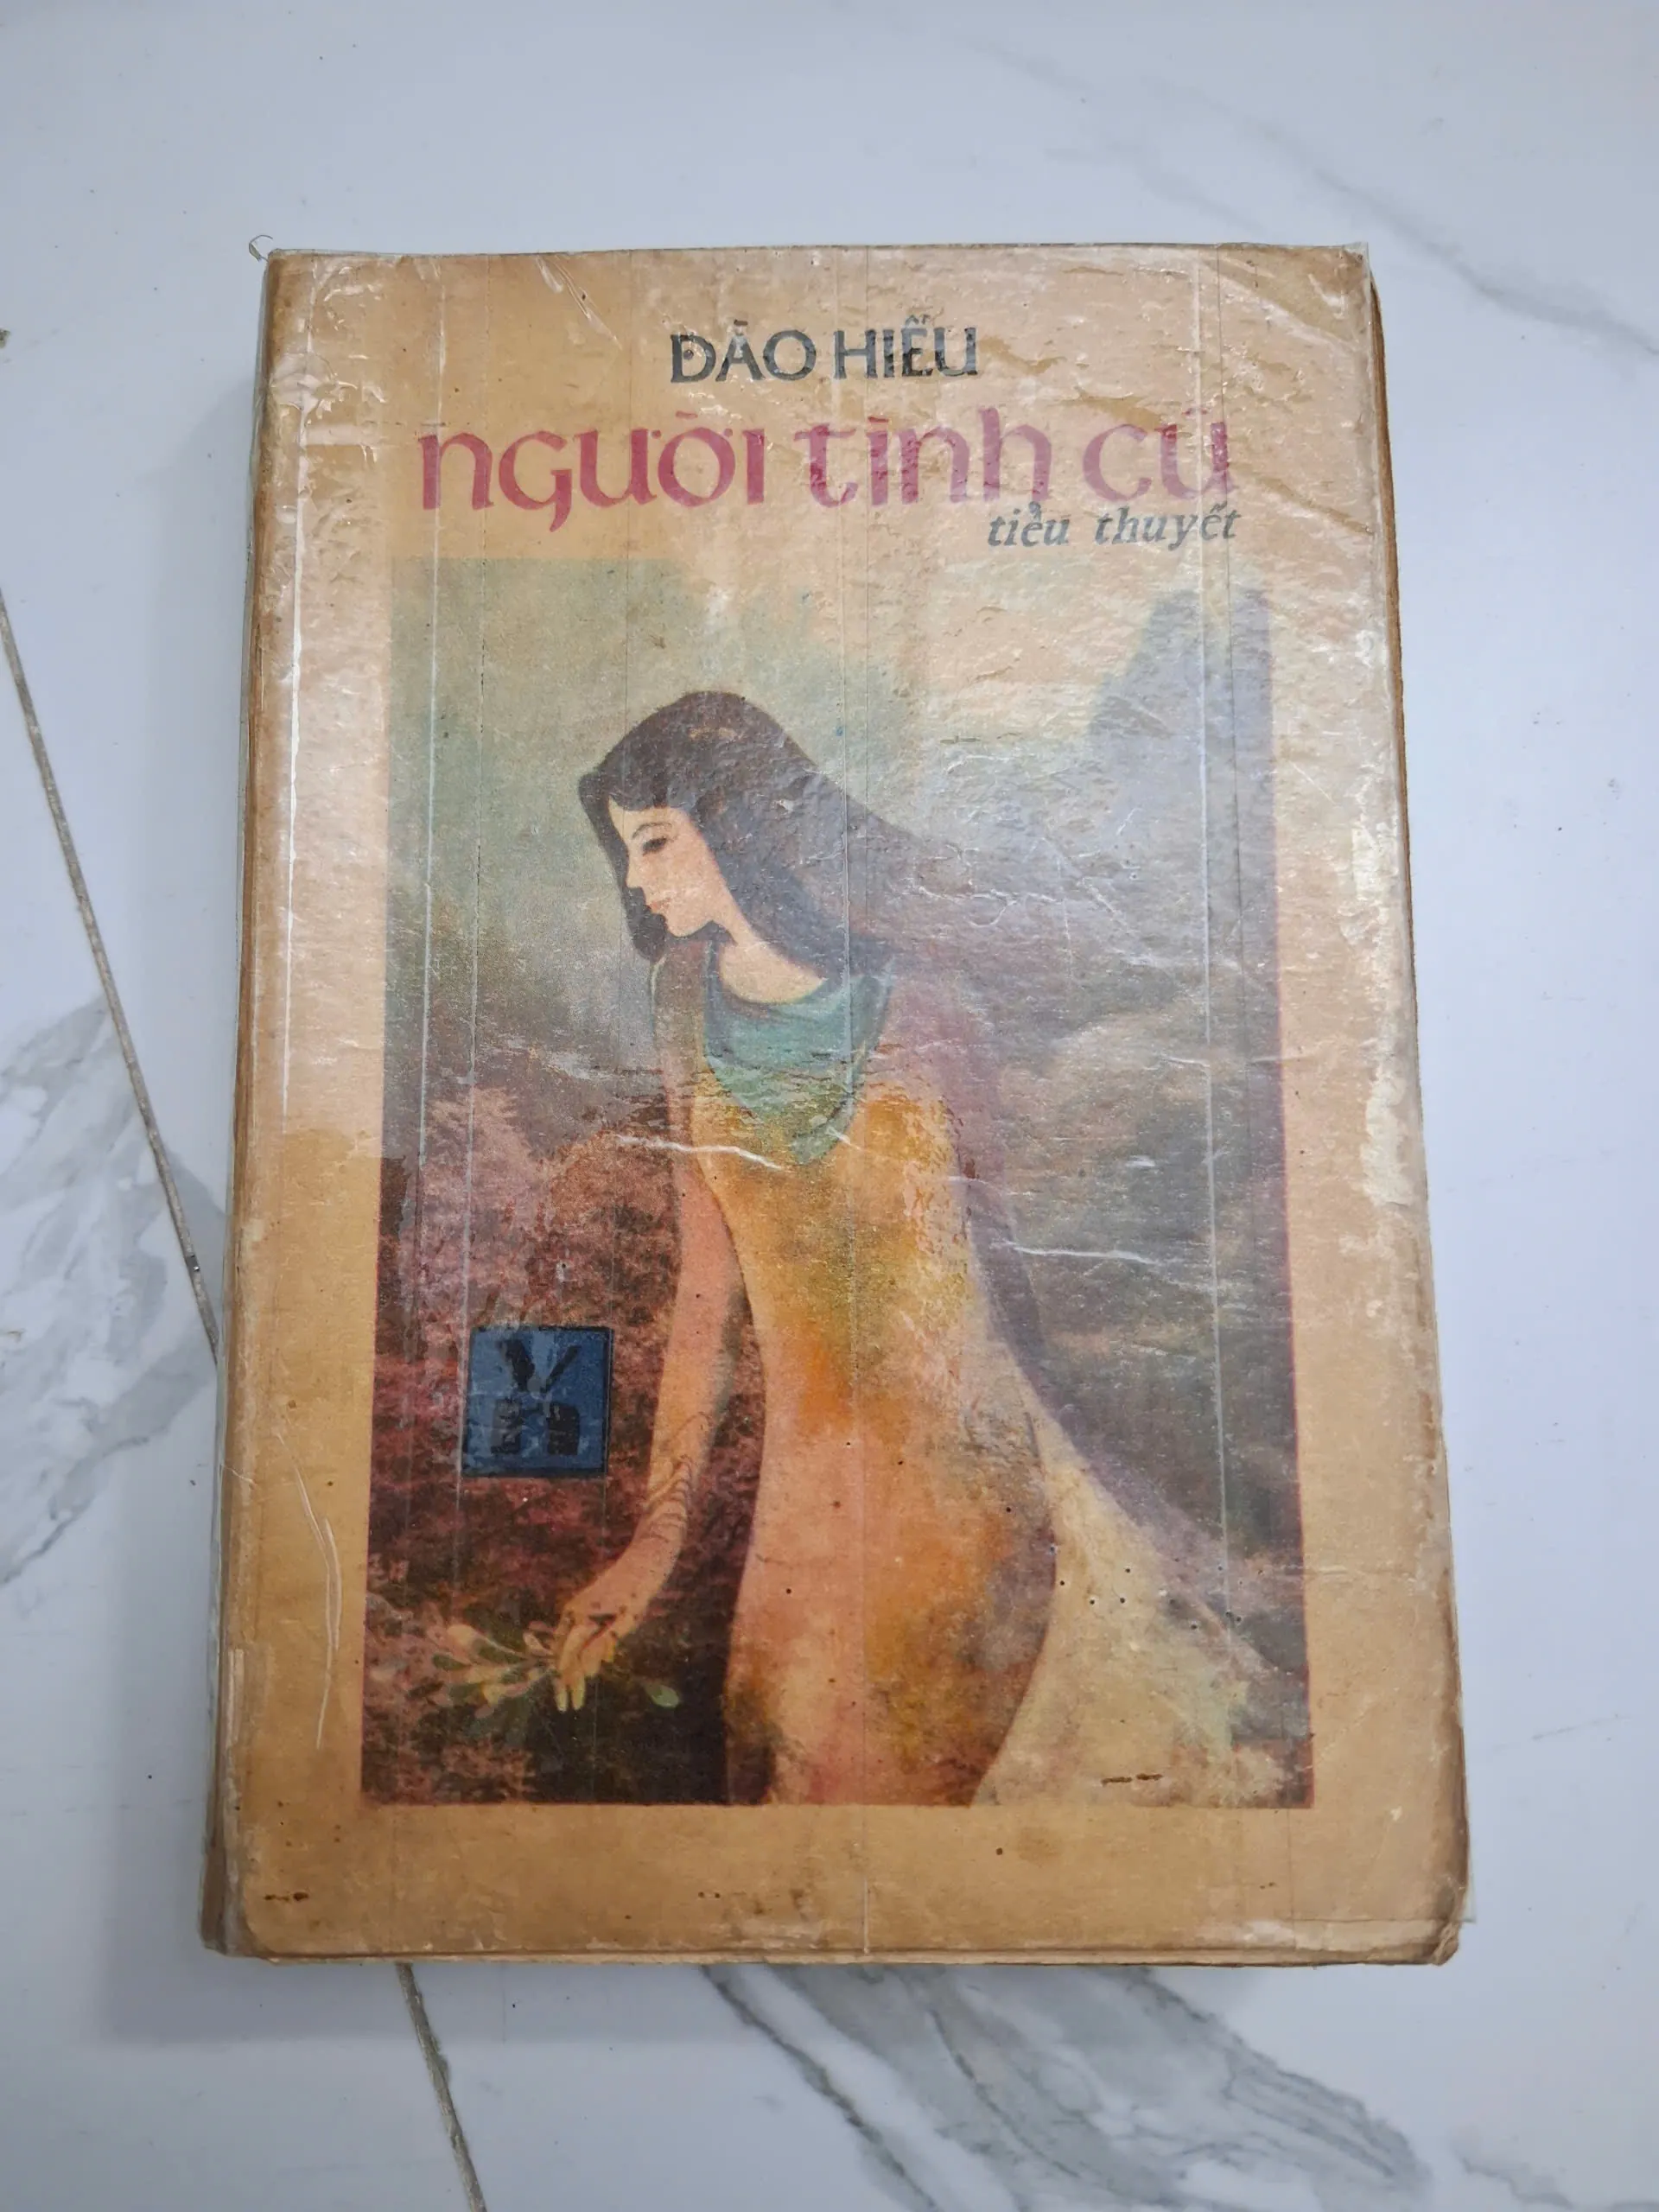 ĐÀO HIẾU
người tình cũ
tiểu thuyết